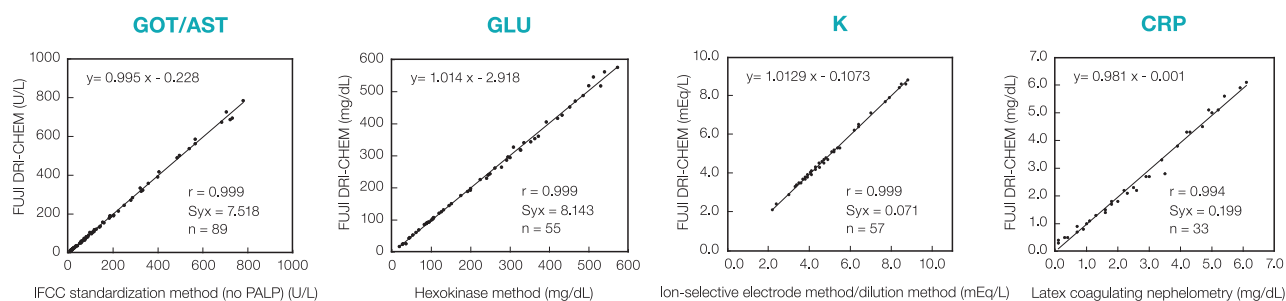 GOT/AST
FUJI DRI-CHEM (U/L)
1000
800
600
400
200
0
y= 0.995 x - 0.228
r = 0.999
Syx = 7.518
n = 89
0 200 400 600 800 1000
IFCC standardization method (no PALP) (U/L)
GLU
FUJI DRI-CHEM (mg/dL)
600
500
400
300
200
100
0
y= 1.014 x - 2.918
r = 0.999
Syx = 8.143
n = 55
0 100 200 300 400 500 600
Hexokinase method (mg/dL)
K
FUJI DRI-CHEM (mEq/L)
10.0
8.0
6.0
4.0
2.0
0.0
y= 1.0129 x - 0.1073
r = 0.999
Syx = 0.071
n = 57
0.0 2.0 4.0 6.0 8.0 10.0
Ion-selective electrode method/dilution method (mEq/L)
CRP
FUJI DRI-CHEM (mg/dL)
7.0
6.0
5.0
4.0
3.0
2.0
1.0
0.0
y= 0.981 x - 0.001
r = 0.994
Syx = 0.199
n = 33
0.0 1.0 2.0 3.0 4.0 5.0 6.0 7.0
Latex coagulating nephelometry (mg/dL)